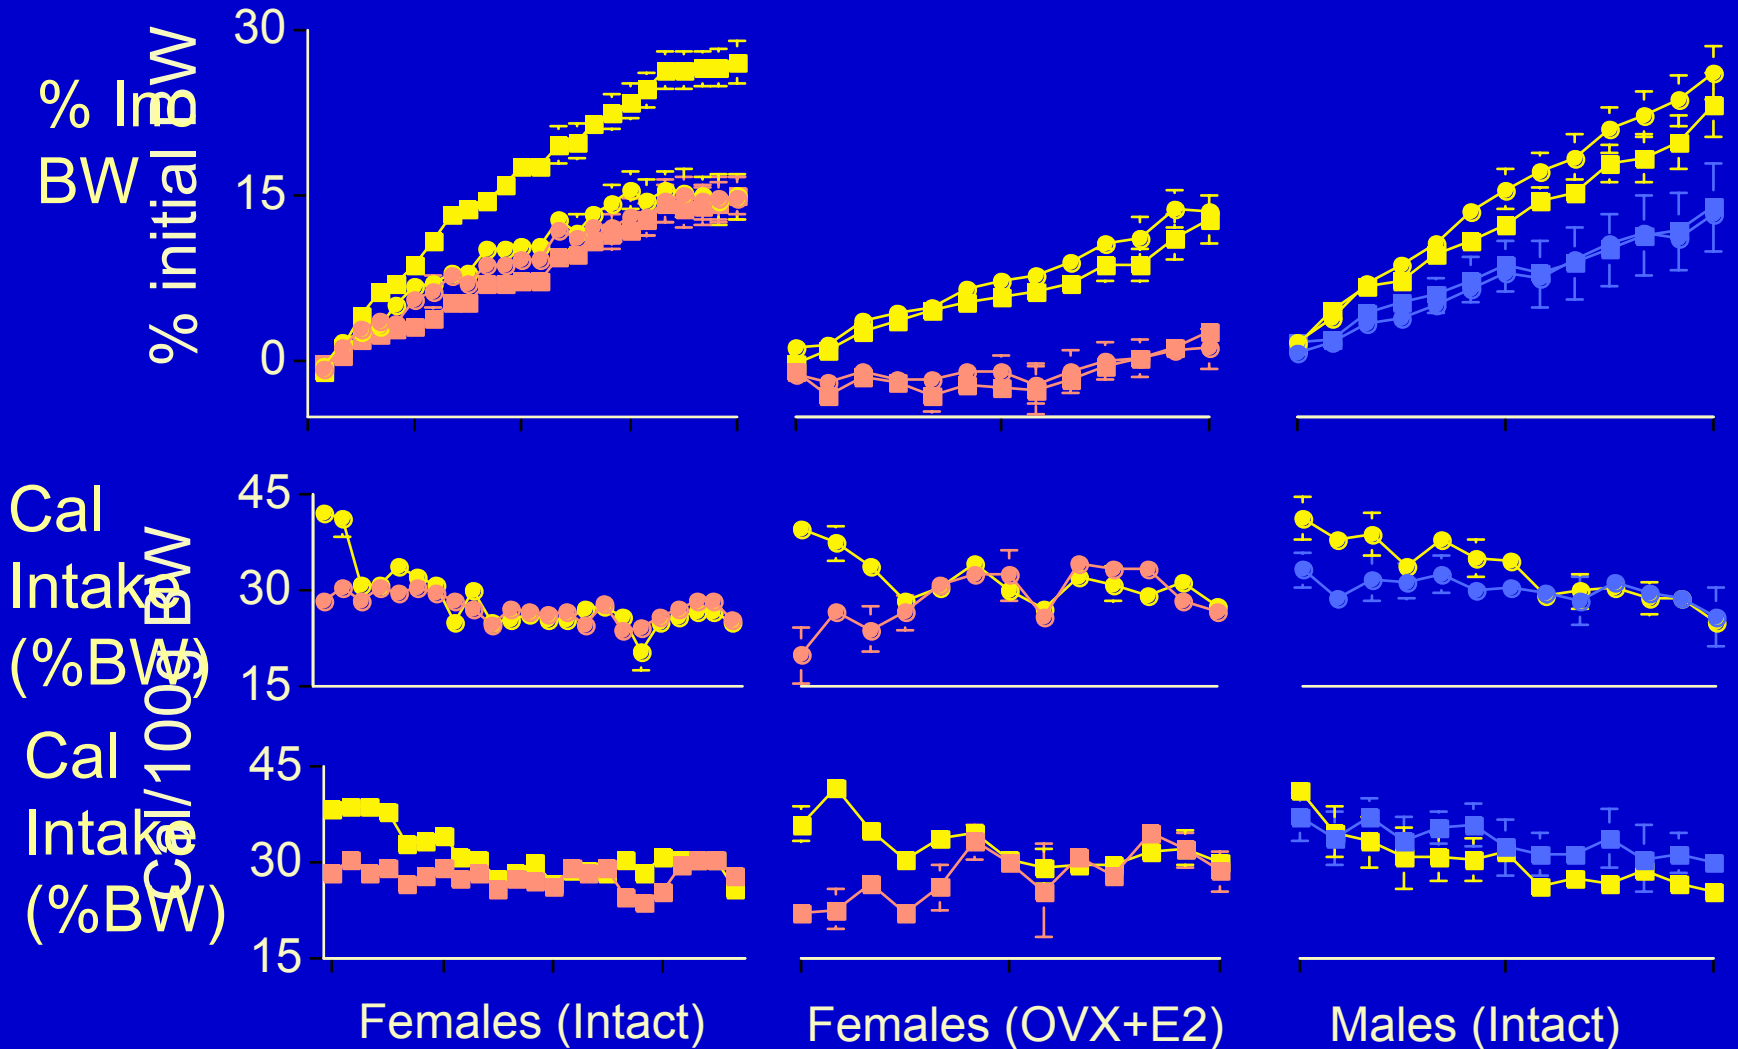 30
15
0
% initial BW
% In
BW
45
30
15
Cal
Intake
(%BW)
Cal/100g BW
45
30
15
Cal
Intake
(%BW)
Females (Intact)
Females (OVX+E2)
Males (Intact)